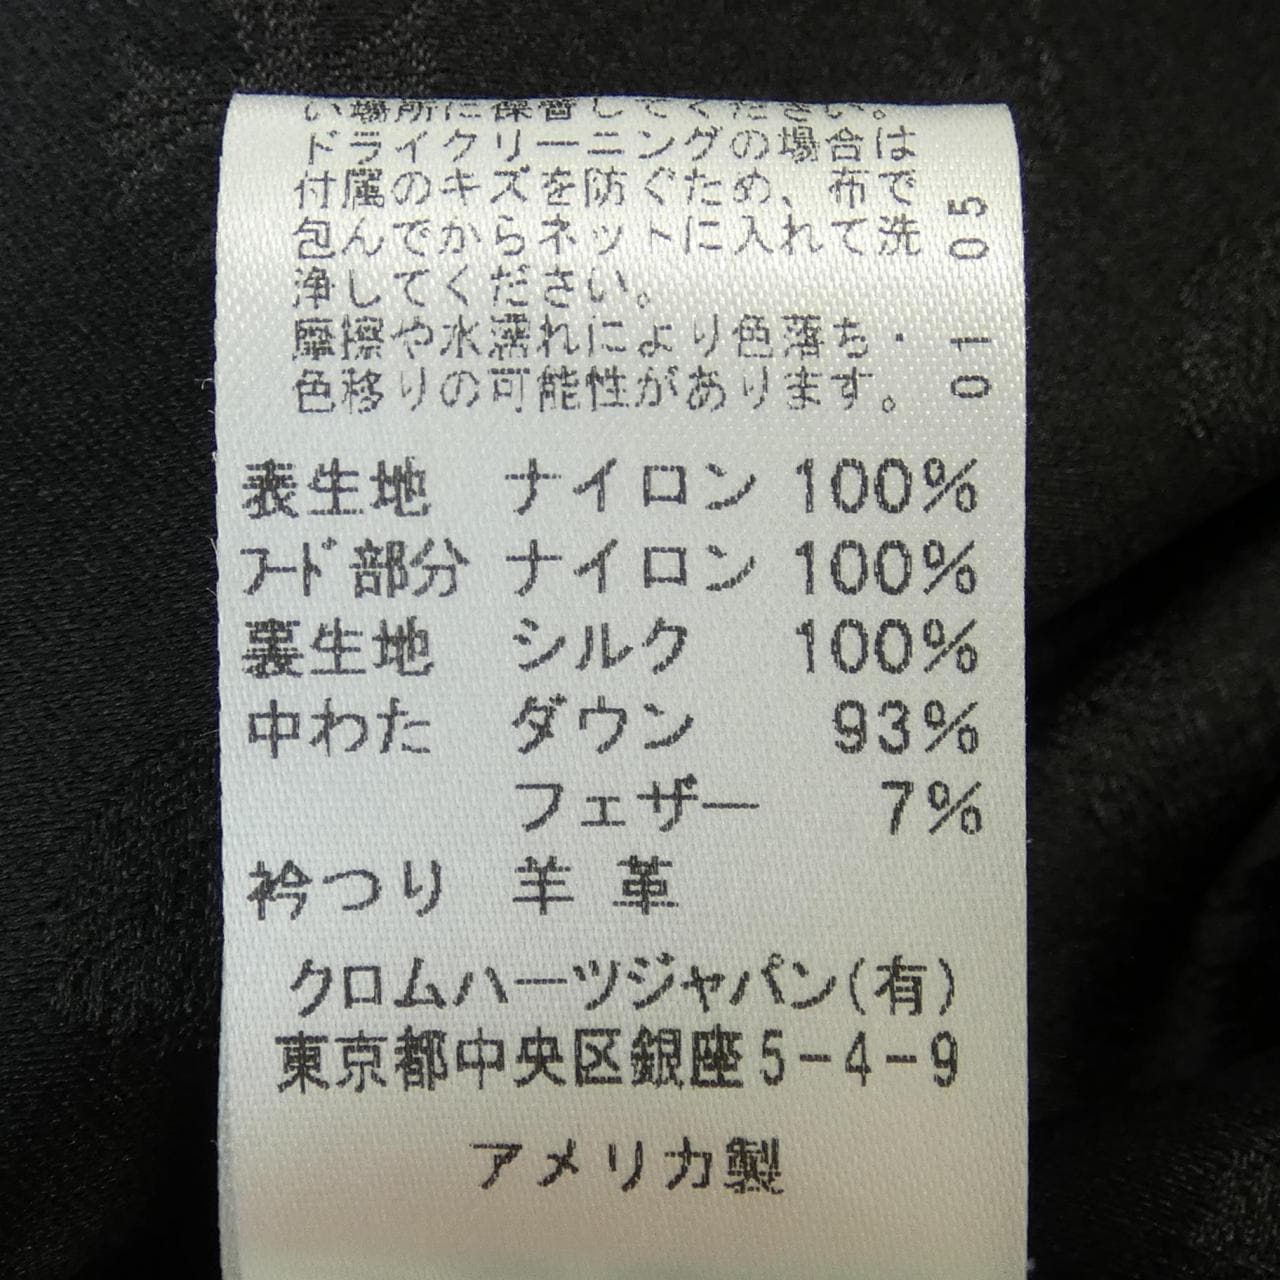 い場所に保管してください。
ドライクリーニングの場合は
付属のキズを防ぐため、布で
包んでからネットに入れて洗
浄してください。
摩擦や水濡れにより色落ち・
色移りの可能性があります。
01 05
表生地 ナイロン 100%
フード部分 ナイロン 100%
裏生地 シルク 100%
中わた ダウン 93%
フェザー 7%
衿つり 羊革
クロムハーツジャパン(有)
東京都中央区銀座5-4-9
アメリカ製